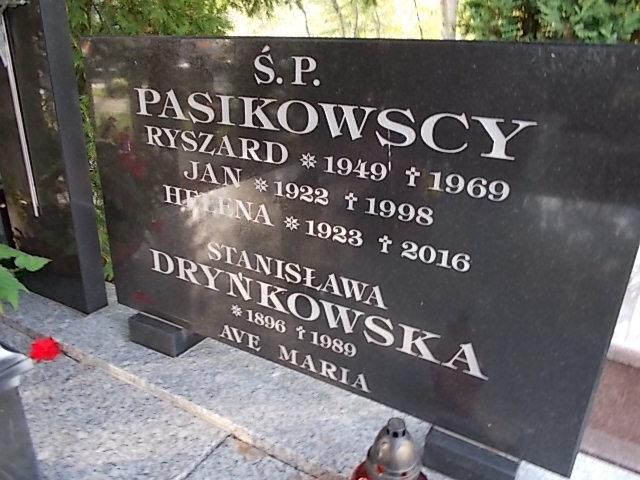 Ś.P.
PASIKOWSCY
RYSZARD * 1949 † 1969
JAN * 1922 † 1998
HELENA * 1923 † 2016
STANISŁAWA
DRYŃKOWSKA
* 1896 † 1989
AVE MARIA